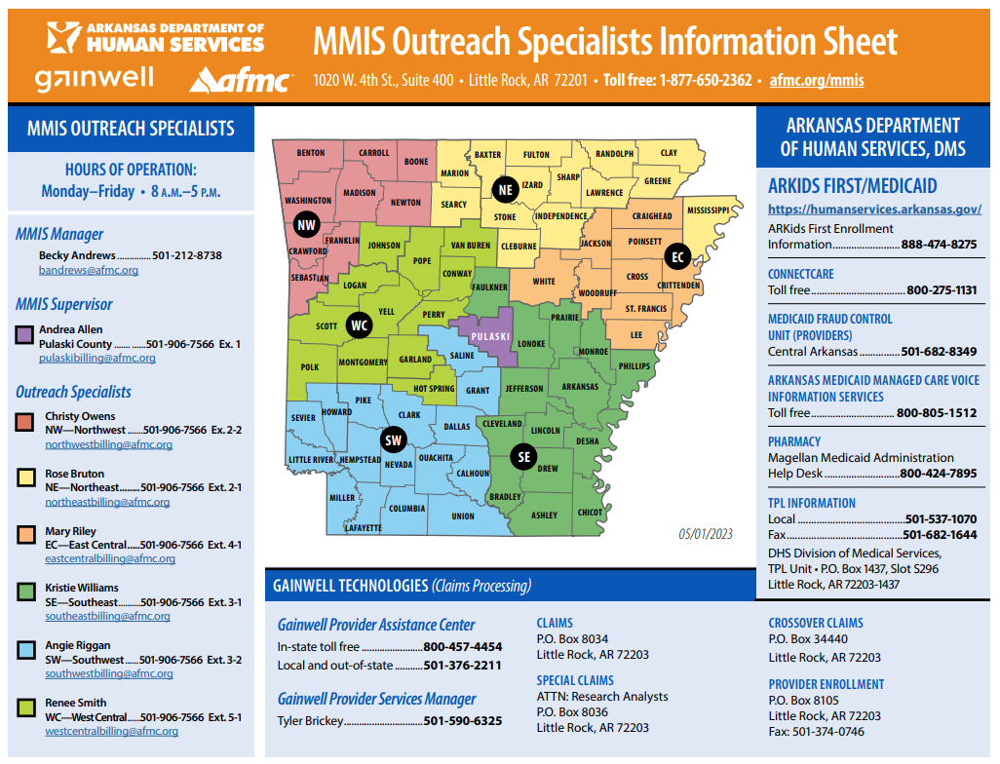 ARKANSAS DEPARTMENT OF
HUMAN SERVICES
gainwell
afmc
MMIS Outreach Specialists Information Sheet
1020 W. 4th St., Suite 400 • Little Rock, AR 72201 • Toll free: 1-877-650-2362 • afmc.org/mmis
MMIS OUTREACH SPECIALISTS
HOURS OF OPERATION:
Monday–Friday • 8 A.M.–5 P.M.
MMIS Manager
Becky Andrews.............501-212-8738
bandrews@afmc.org
MMIS Supervisor
Andrea Allen
Pulaski County ...............501-906-7566 Ex. 1
pulaskibilling@afmc.org
Outreach Specialists
Christy Owens
NW—Northwest.......501-906-7566 Ex. 2-2
northwestbilling@afmc.org
Rose Bruton
NE—Northeast.........501-906-7566 Ext. 2-1
northeastbilling@afmc.org
Mary Riley
EC—East Central.....501-906-7566 Ext. 4-1
eastcentralbilling@afmc.org
Kristie Williams
SE—Southeast.........501-906-7566 Ext. 3-1
southeastbilling@afmc.org
Angie Riggan
SW—Southwest......501-906-7566 Ext. 3-2
southwestbilling@afmc.org
Renee Smith
WC—West Central...501-906-7566 Ext. 5-1
westcentralbilling@afmc.org
BENTON
CARROLL
BOONE
MARION
BAXTER
FULTON
RANDOLPH
CLAY
WASHINGTON
MADISON
NEWTON
SEARCY
NE
IZARD
SHARP
LAWRENCE
GREENE
STONE
INDEPENDENCE
CRAIGHEAD
MISSISSIPPI
NW
CRAWFORD
FRANKLIN
JOHNSON
POPE
VAN BUREN
CLEBURNE
JACKSON
POINSETT
EC
SEBASTIAN
LOGAN
CONWAY
FAULKNER
WHITE
WOODRUFF
CROSS
CRITTENDEN
ST. FRANCIS
SCOTT
WC
YELL
PERRY
PULASKI
LONOKE
PRAIRIE
MONROE
LEE
PHILLIPS
POLK
MONTGOMERY
GARLAND
SALINE
HOT SPRING
GRANT
JEFFERSON
ARKANSAS
SEVIER
HOWARD
PIKE
CLARK
DALLAS
CLEVELAND
LINCOLN
DESHA
SW
LITTLE RIVER
HEMPSTEAD
NEVADA
OUACHITA
CALHOUN
SE
DREW
BRADLEY
MILLER
LAFAYETTE
COLUMBIA
UNION
ASHLEY
CHICOT
05/01/2023
ARKANSAS DEPARTMENT
OF HUMAN SERVICES, DMS
ARKIDS FIRST/MEDICAID
https://humanservices.arkansas.gov/
ARKids First Enrollment
Information....................888-474-8275
CONNECTCARE
Toll free............................800-275-1131
MEDICAID FRAUD CONTROL
UNIT (PROVIDERS)
Central Arkansas............501-682-8349
ARKANSAS MEDICAID MANAGED CARE VOICE
INFORMATION SERVICES
Toll free.........................800-805-1512
PHARMACY
Magellan Medicaid Administration
Help Desk......................800-424-7895
TPL INFORMATION
Local ...............................501-537-1070
Fax..................................501-682-1644
DHS Division of Medical Services,
TPL Unit • P.O. Box 1437, Slot S296
Little Rock, AR 72203-1437
GAINWELL TECHNOLOGIES (Claims Processing)
Gainwell Provider Assistance Center
In-state toll free ......................800-457-4454
Local and out-of-state ..........501-376-2211
Gainwell Provider Services Manager
Tyler Brickey............................501-590-6325
CLAIMS
P.O. Box 8034
Little Rock, AR 72203
SPECIAL CLAIMS
ATTN: Research Analysts
P.O. Box 8036
Little Rock, AR 72203
CROSSOVER CLAIMS
P.O. Box 34440
Little Rock, AR 72203
PROVIDER ENROLLMENT
P.O. Box 8105
Little Rock, AR 72203
Fax: 501-374-0746